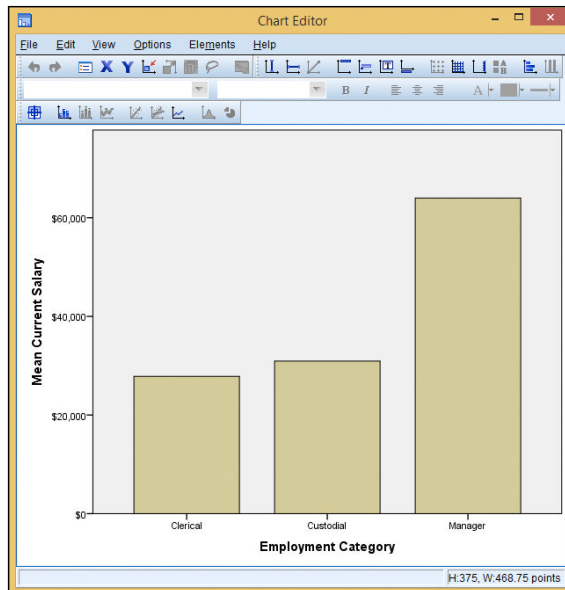 Chart Editor
File Edit View Options Elements Help
X Y
B I A
Mean Current Salary
$60,000
$40,000
$20,000
$0
Clerical Custodial Manager
Employment Category
H:375, W:468.75 points